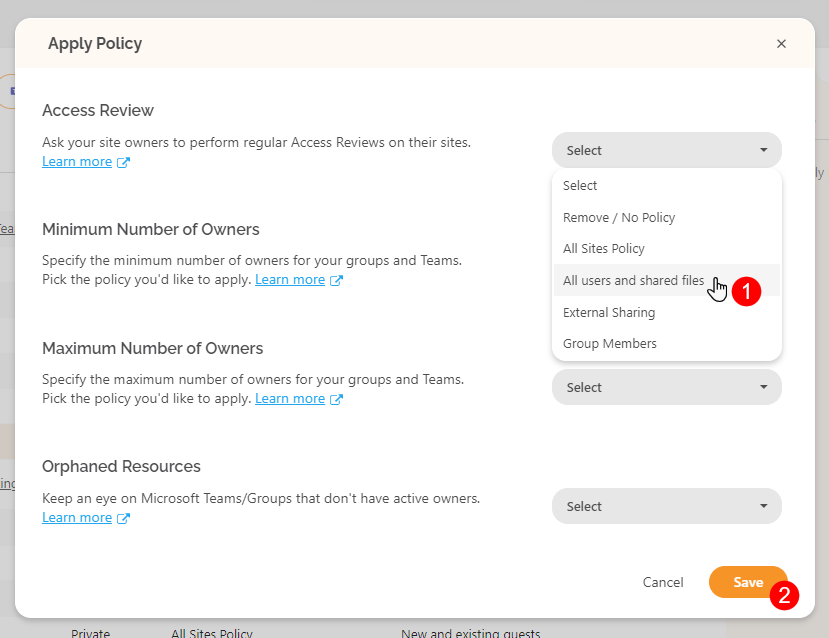 Apply Policy
Access Review
Ask your site owners to perform regular Access Reviews on their sites.
Learn more
Select
Select
Remove / No Policy
All Sites Policy
All users and shared files
1
External Sharing
Group Members
Minimum Number of Owners
Specify the minimum number of owners for your groups and Teams.
Pick the policy you'd like to apply. Learn more
Maximum Number of Owners
Specify the maximum number of owners for your groups and Teams.
Pick the policy you'd like to apply. Learn more
Select
Orphaned Resources
Keep an eye on Microsoft Teams/Groups that don't have active owners.
Learn more
Select
Cancel
Save
2
Private
All Sites Policy
New and existing guests